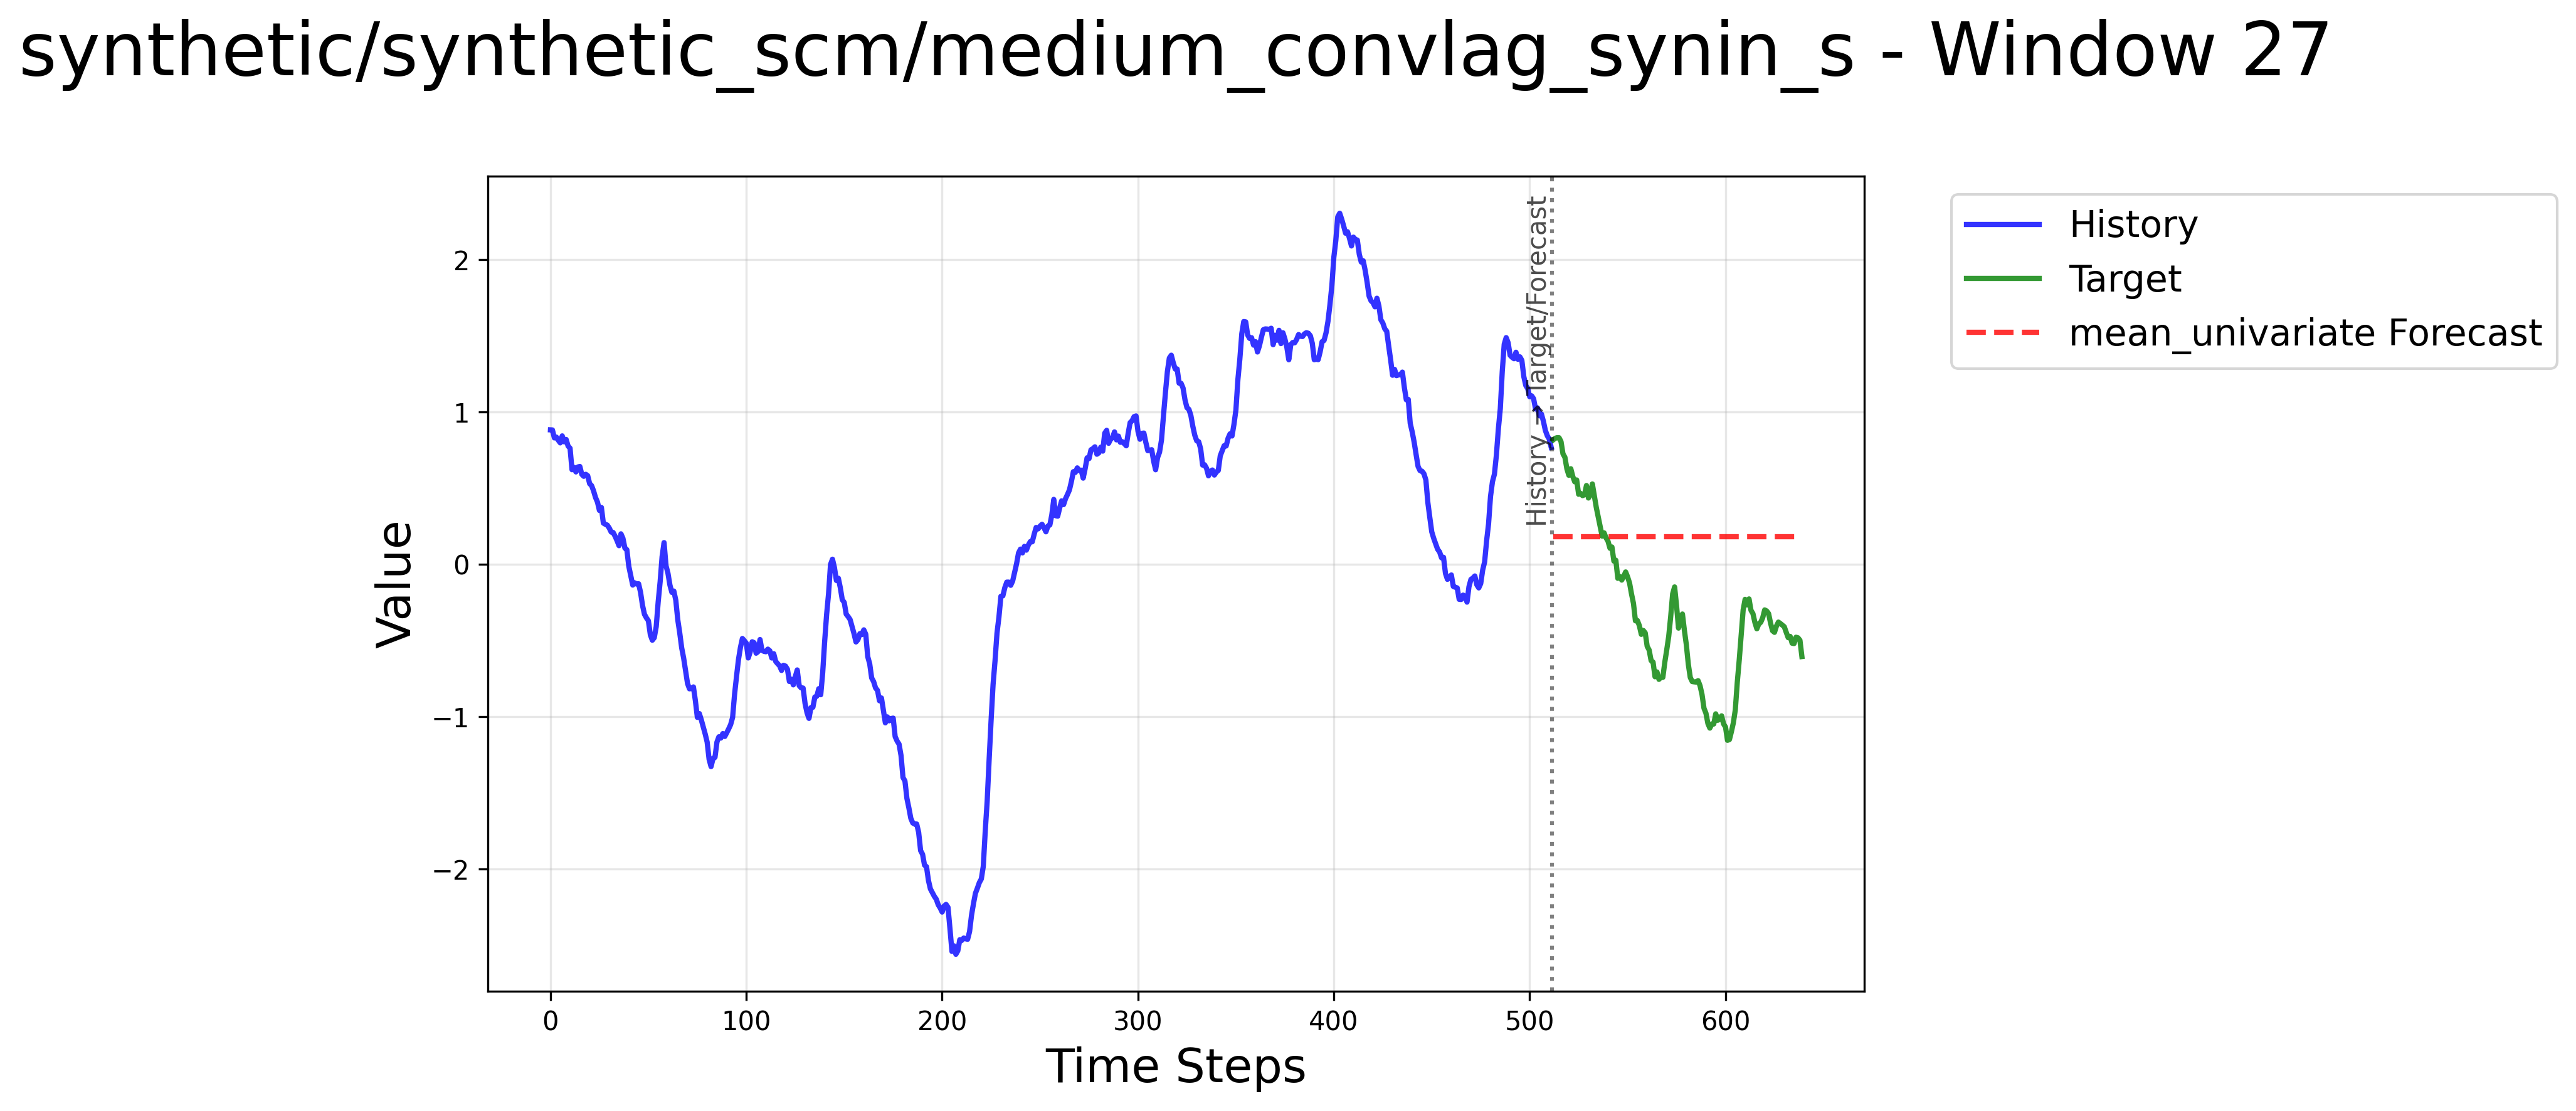 synthetic/synthetic_scm/medium_convlag_synin_s - Window 27
History
Target
mean_univariate Forecast
History → Target/Forecast
Value
2
1
0
−1
−2
0
100
200
300
400
500
600
Time Steps